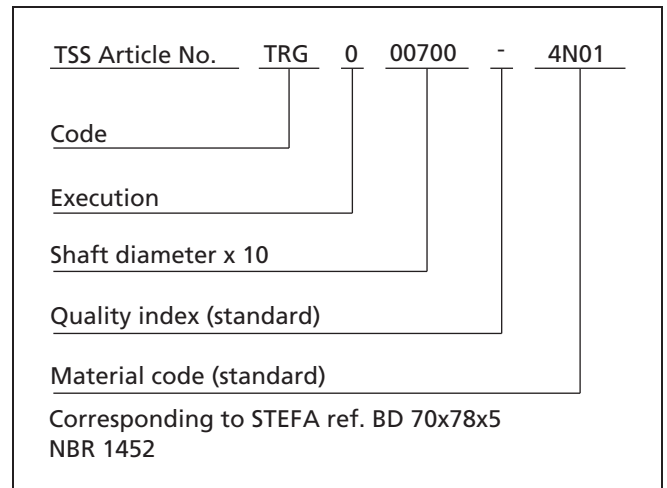 TSS Article No. TRG 0 00700 - 4N01
Code
Execution
Shaft diameter x 10
Quality index (standard)
Material code (standard)
Corresponding to STEFA ref. BD 70x78x5
NBR 1452